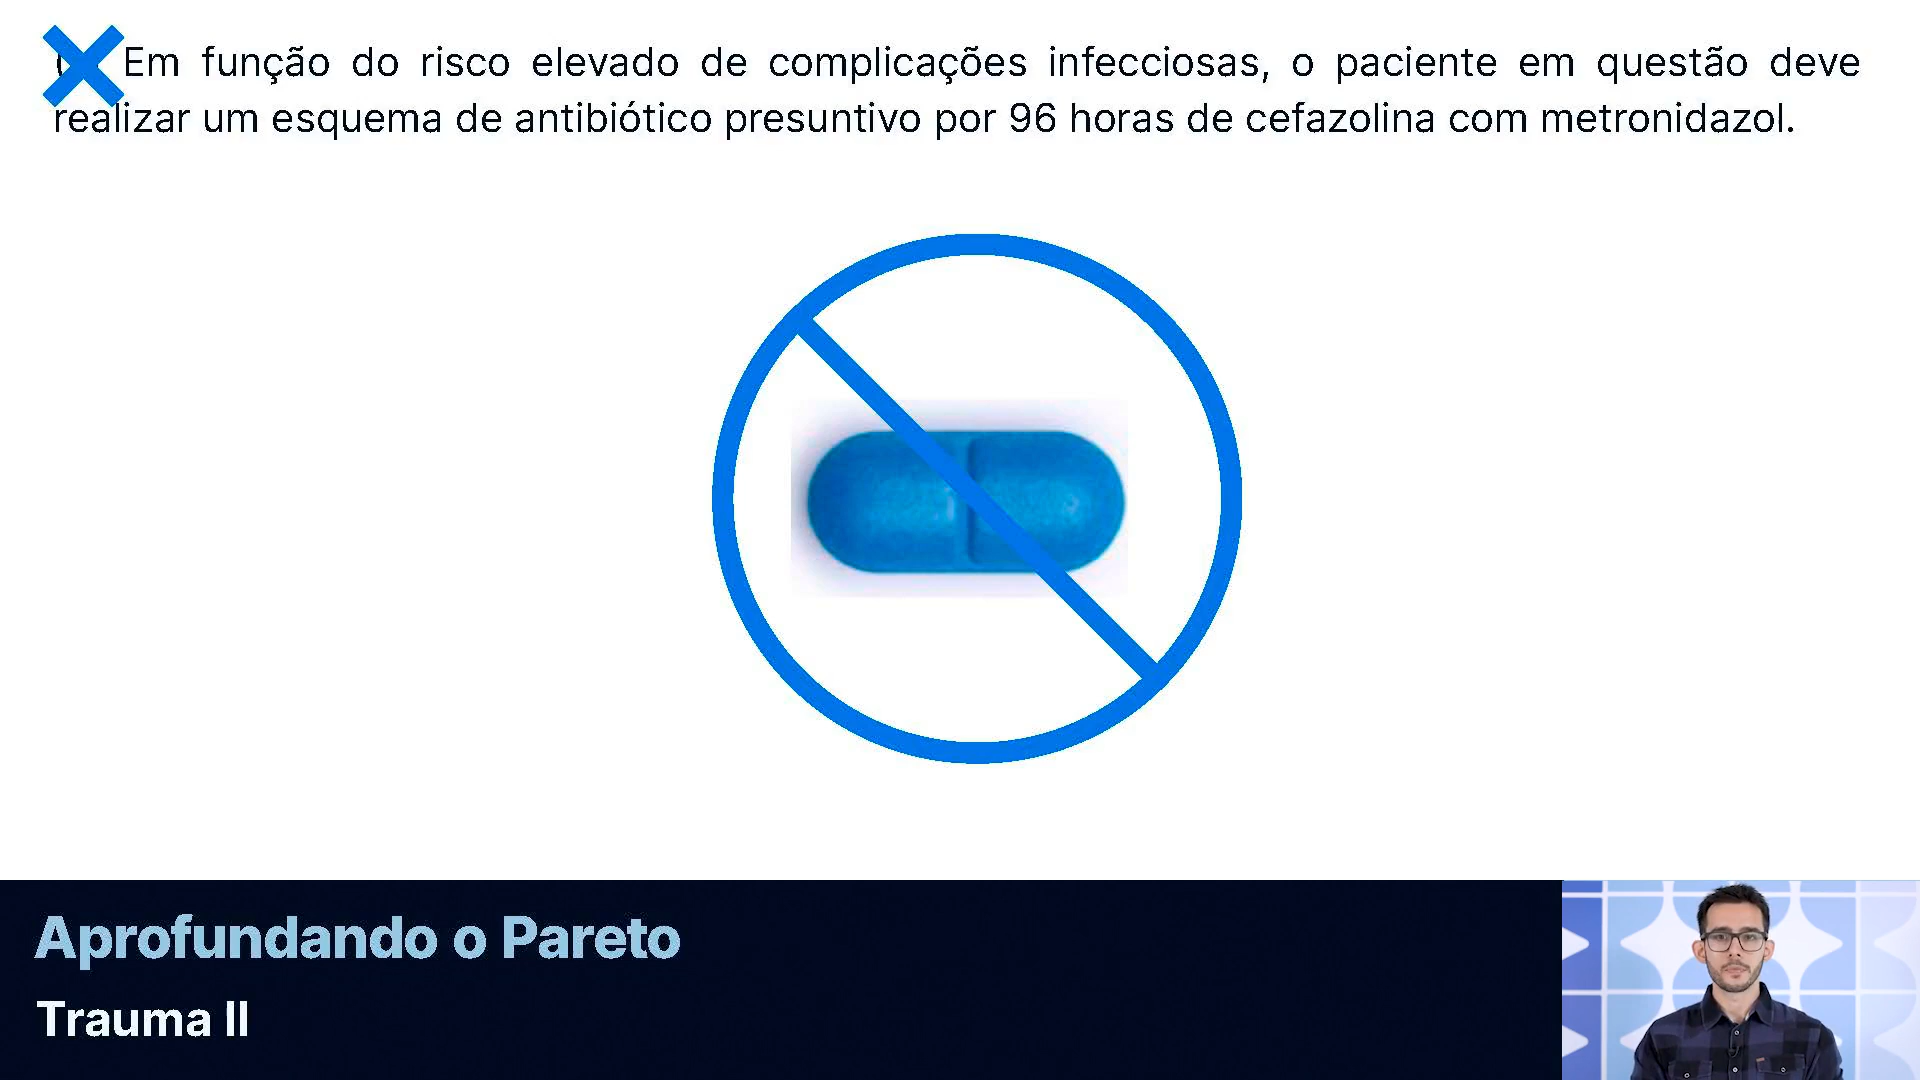 Em função do risco elevado de complicações infecciosas, o paciente em questão deve
realizar um esquema de antibiótico presuntivo por 96 horas de cefazolina com metronidazol.
Aprofundando o Pareto
Trauma II